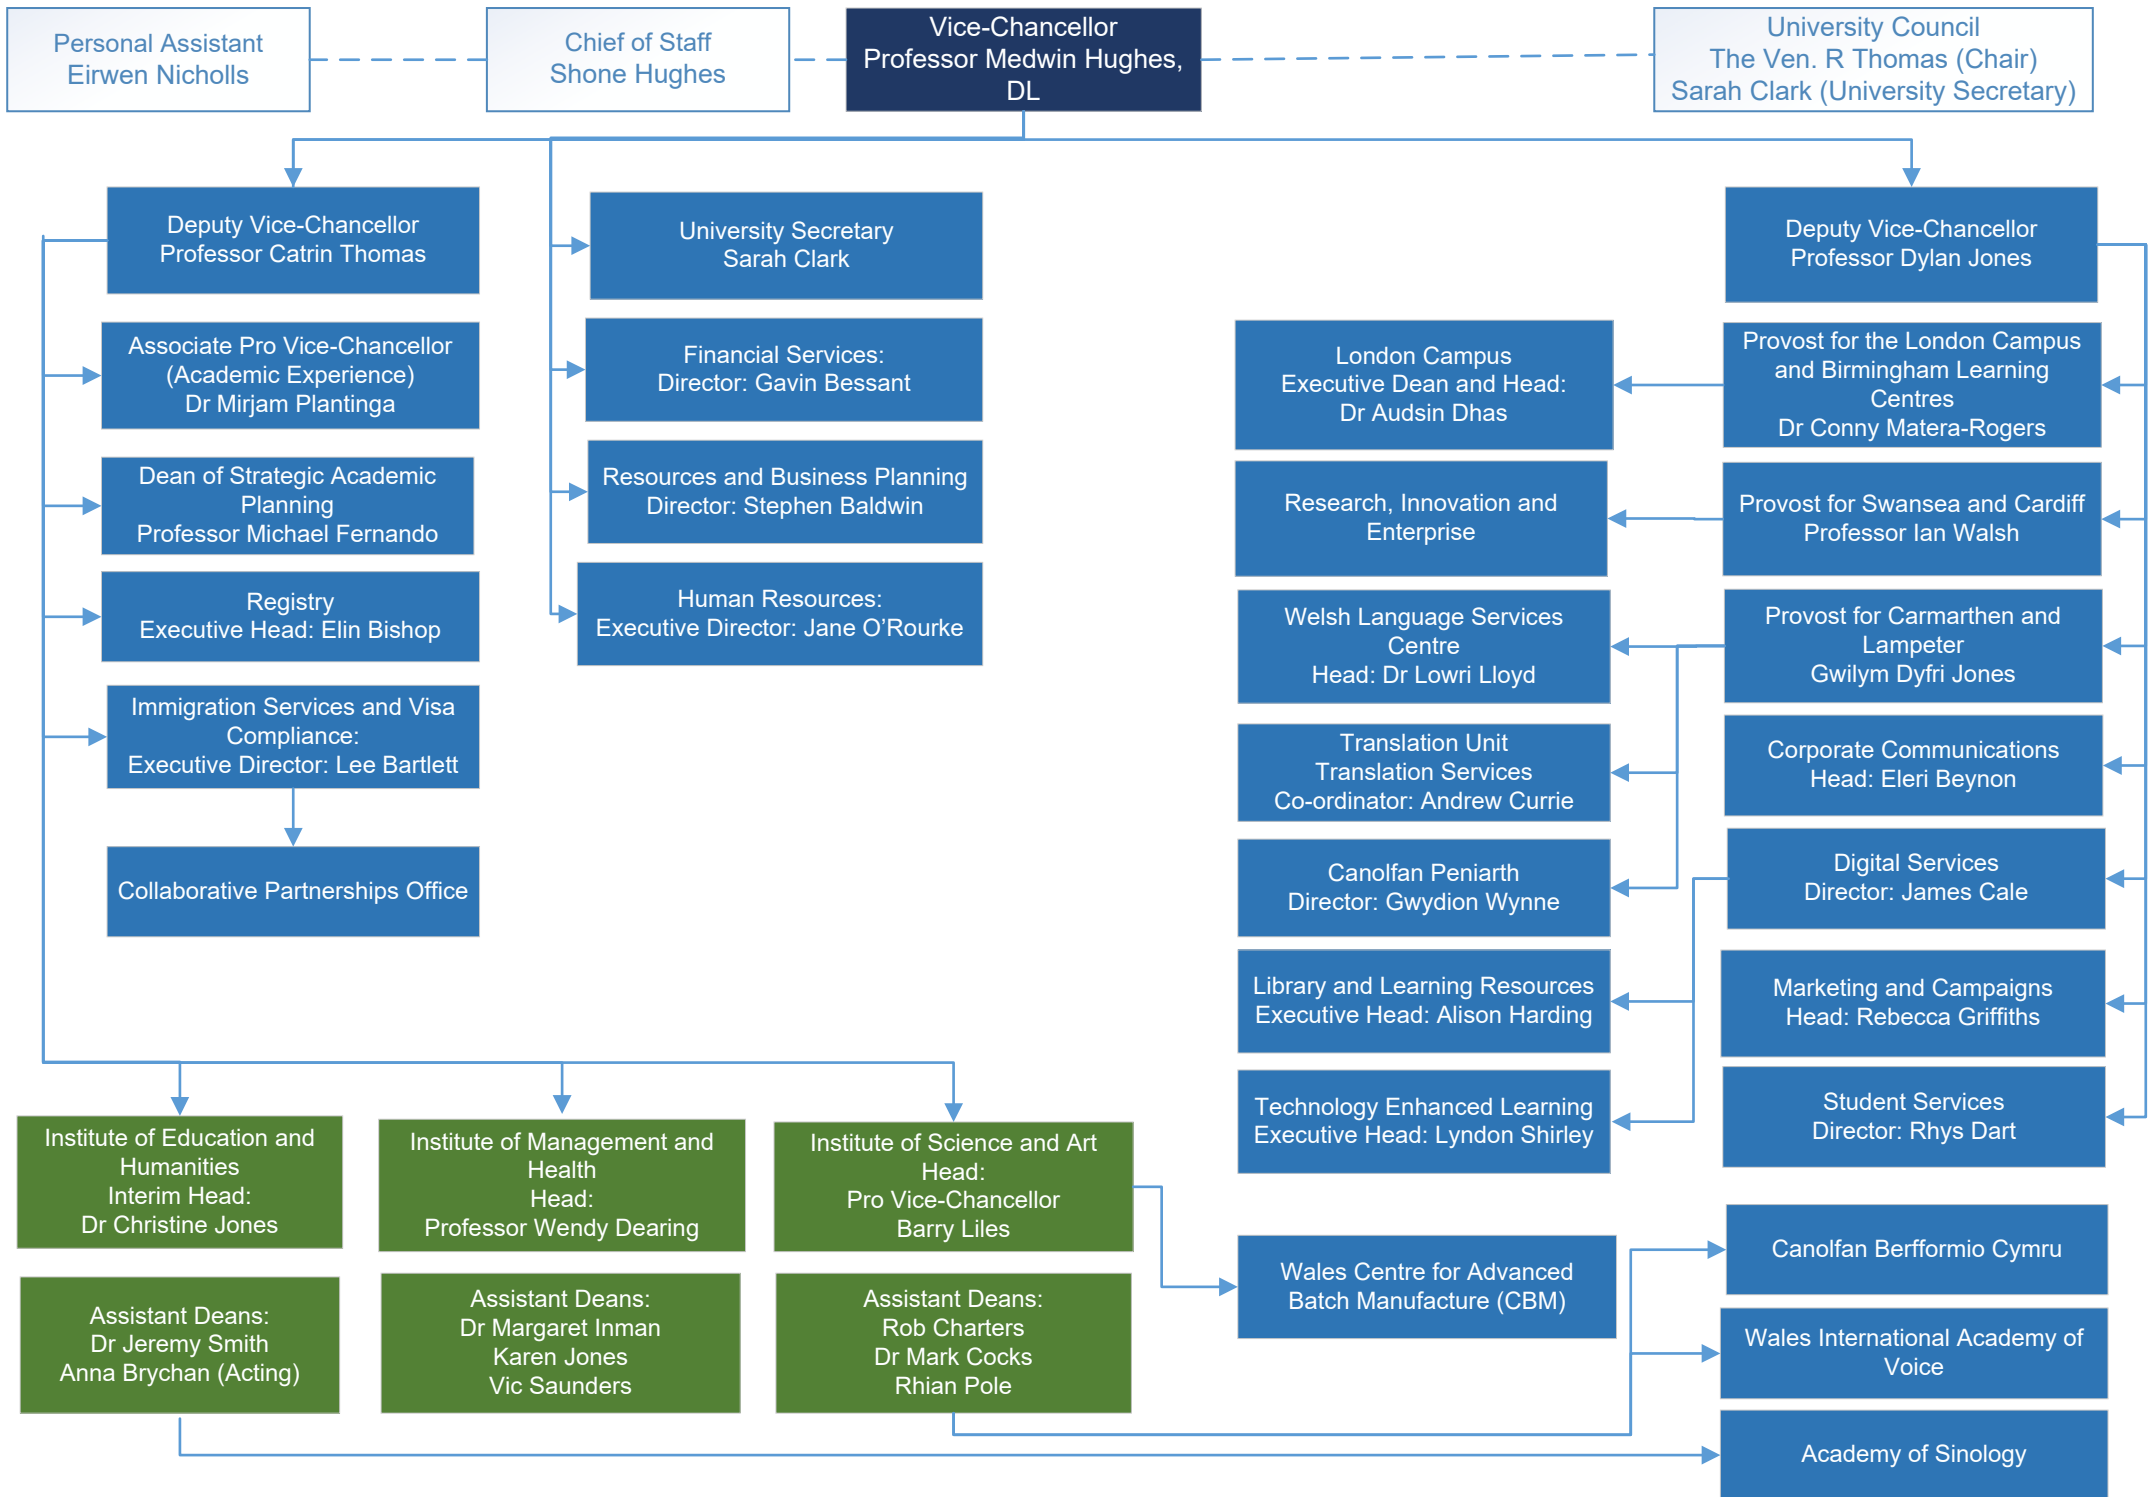 Personal Assistant
Eirwen Nicholls
Chief of Staff
Shone Hughes
Vice-Chancellor
Professor Medwin Hughes,
DL
University Council
The Ven. R Thomas (Chair)
Sarah Clark (University Secretary)
Deputy Vice-Chancellor
Professor Catrin Thomas
Associate Pro Vice-Chancellor
(Academic Experience)
Dr Mirjam Plantinga
Dean of Strategic Academic
Planning
Professor Michael Fernando
Registry
Executive Head: Elin Bishop
Immigration Services and Visa
Compliance:
Executive Director: Lee Bartlett
Collaborative Partnerships Office
University Secretary
Sarah Clark
Financial Services:
Director: Gavin Bessant
Resources and Business Planning
Director: Stephen Baldwin
Human Resources:
Executive Director: Jane O’Rourke
Deputy Vice-Chancellor
Professor Dylan Jones
London Campus
Executive Dean and Head:
Dr Audsin Dhas
Provost for the London Campus
and Birmingham Learning
Centres
Dr Conny Matera-Rogers
Research, Innovation and
Enterprise
Provost for Swansea and Cardiff
Professor Ian Walsh
Welsh Language Services
Centre
Head: Dr Lowri Lloyd
Provost for Carmarthen and
Lampeter
Gwilym Dyfri Jones
Translation Unit
Translation Services
Co-ordinator: Andrew Currie
Corporate Communications
Head: Eleri Beynon
Canolfan Peniarth
Director: Gwydion Wynne
Digital Services
Director: James Cale
Library and Learning Resources
Executive Head: Alison Harding
Marketing and Campaigns
Head: Rebecca Griffiths
Technology Enhanced Learning
Executive Head: Lyndon Shirley
Student Services
Director: Rhys Dart
Institute of Education and
Humanities
Interim Head:
Dr Christine Jones
Institute of Management and
Health
Head:
Professor Wendy Dearing
Institute of Science and Art
Head:
Pro Vice-Chancellor
Barry Liles
Assistant Deans:
Dr Jeremy Smith
Anna Brychan (Acting)
Assistant Deans:
Dr Margaret Inman
Karen Jones
Vic Saunders
Assistant Deans:
Rob Charters
Dr Mark Cocks
Rhian Pole
Wales Centre for Advanced
Batch Manufacture (CBM)
Canolfan Berfformio Cymru
Wales International Academy of
Voice
Academy of Sinology